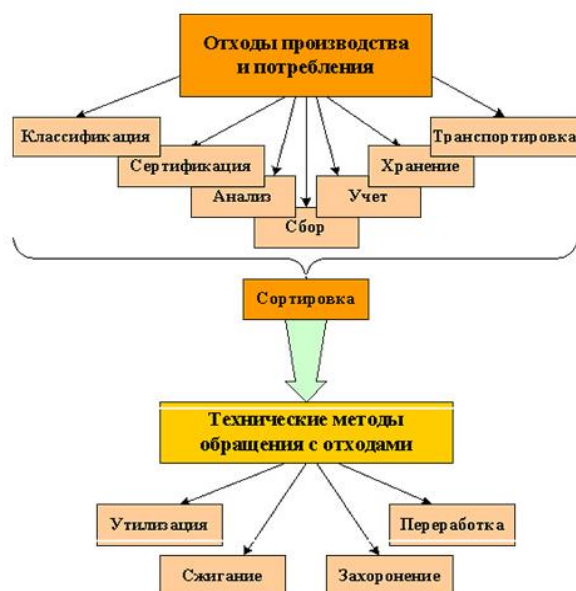 Отходы производства
и потребления
Классификация
Транспортировка
Сертификация
Хранение
Анализ
Учет
Сбор
Сортировка
Технические методы
обращения с отходами
Утилизация
Переработка
Сжигание
Захоронение